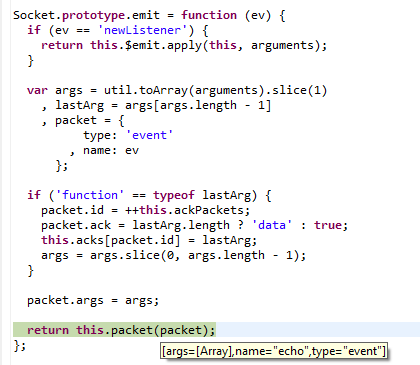 Socket.prototype.emit = function (ev) {
if (ev == 'newListener') {
return this.$emit.apply(this, arguments);
}
var args = util.toArray(arguments).slice(1)
, lastArg = args[args.length - 1]
, packet = {
type: 'event'
, name: ev
};
if ('function' == typeof lastArg) {
packet.id = ++this.ackPackets;
packet.ack = lastArg.length ? 'data' : true;
this.acks[packet.id] = lastArg;
args = args.slice(0, args.length - 1);
}
packet.args = args;
return this.packet(packet);
};
[args=[Array],name="echo",type="event"]